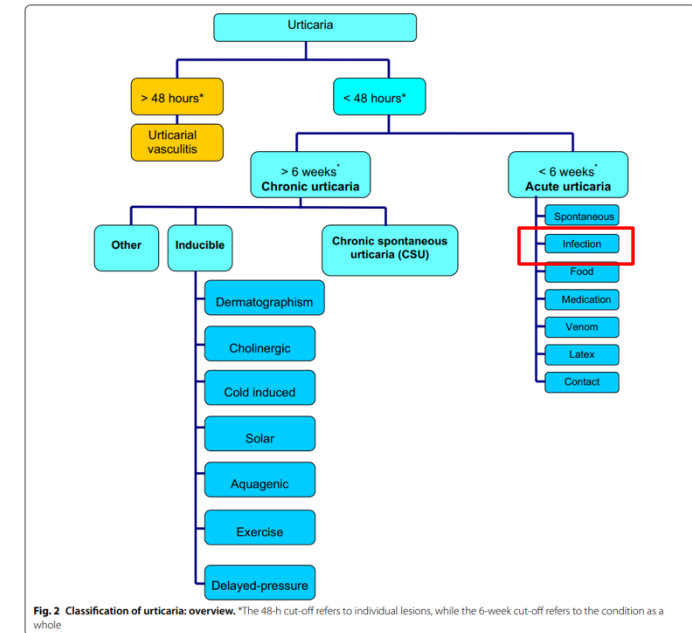 Urticaria
> 48 hours*
< 48 hours*
Urticarial
vasculitis
> 6 weeks*
Chronic urticaria
< 6 weeks*
Acute urticaria
Other
Inducible
Chronic spontaneous
urticaria (CSU)
Spontaneous
Infection
Food
Medication
Venom
Latex
Contact
Dermatographism
Cholinergic
Cold induced
Solar
Aquagenic
Exercise
Delayed-pressure
Fig. 2 Classification of urticaria: overview. *The 48-h cut-off refers to individual lesions, while the 6-week cut-off refers to the condition as a
whole